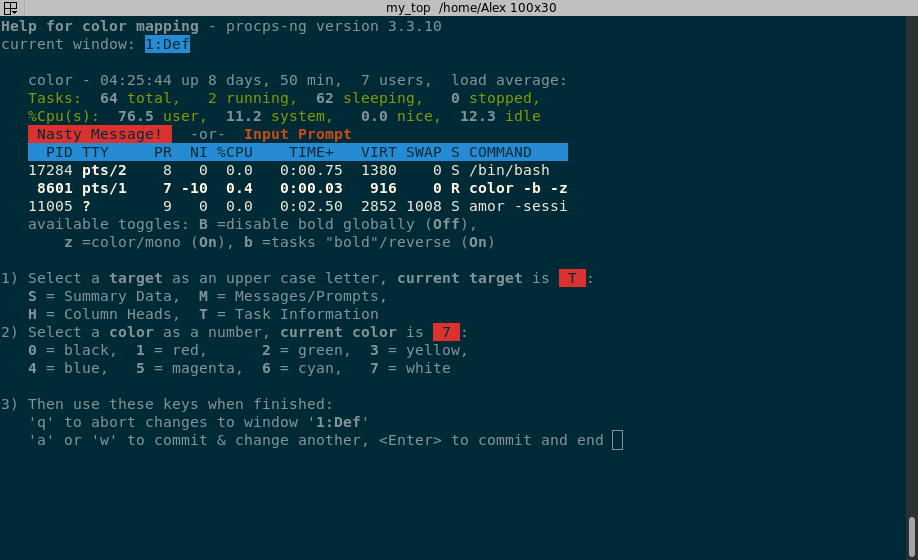 my_top  /home/Alex 100x30
Help for color mapping - procps-ng version 3.3.10
current window: 1:Def
color - 04:25:44 up 8 days, 50 min,  7 users,  load average:
Tasks:  64 total,   2 running,  62 sleeping,   0 stopped,
%Cpu(s):  76.5 user,  11.2 system,   0.0 nice,  12.3 idle
Nasty Message!   -or-  Input Prompt
PID TTY     PR  NI %CPU    TIME+   VIRT SWAP S COMMAND
17284 pts/2    8   0  0.0   0:00.75  1380    0 S /bin/bash
8601 pts/1    7 -10  0.4   0:00.03   916    0 R color -b -z
11005 ?        9   0  0.0   0:02.50  2852 1008 S amor -sessi
available toggles: B =disable bold globally (Off),
z =color/mono (On), b =tasks "bold"/reverse (On)
1) Select a target as an upper case letter, current target is  T :
S = Summary Data,  M = Messages/Prompts,
H = Column Heads,  T = Task Information
2) Select a color as a number, current color is  7 :
0 = black,  1 = red,      2 = green,  3 = yellow,
4 = blue,   5 = magenta,  6 = cyan,   7 = white
3) Then use these keys when finished:
'q' to abort changes to window '1:Def'
'a' or 'w' to commit & change another, <Enter> to commit and end